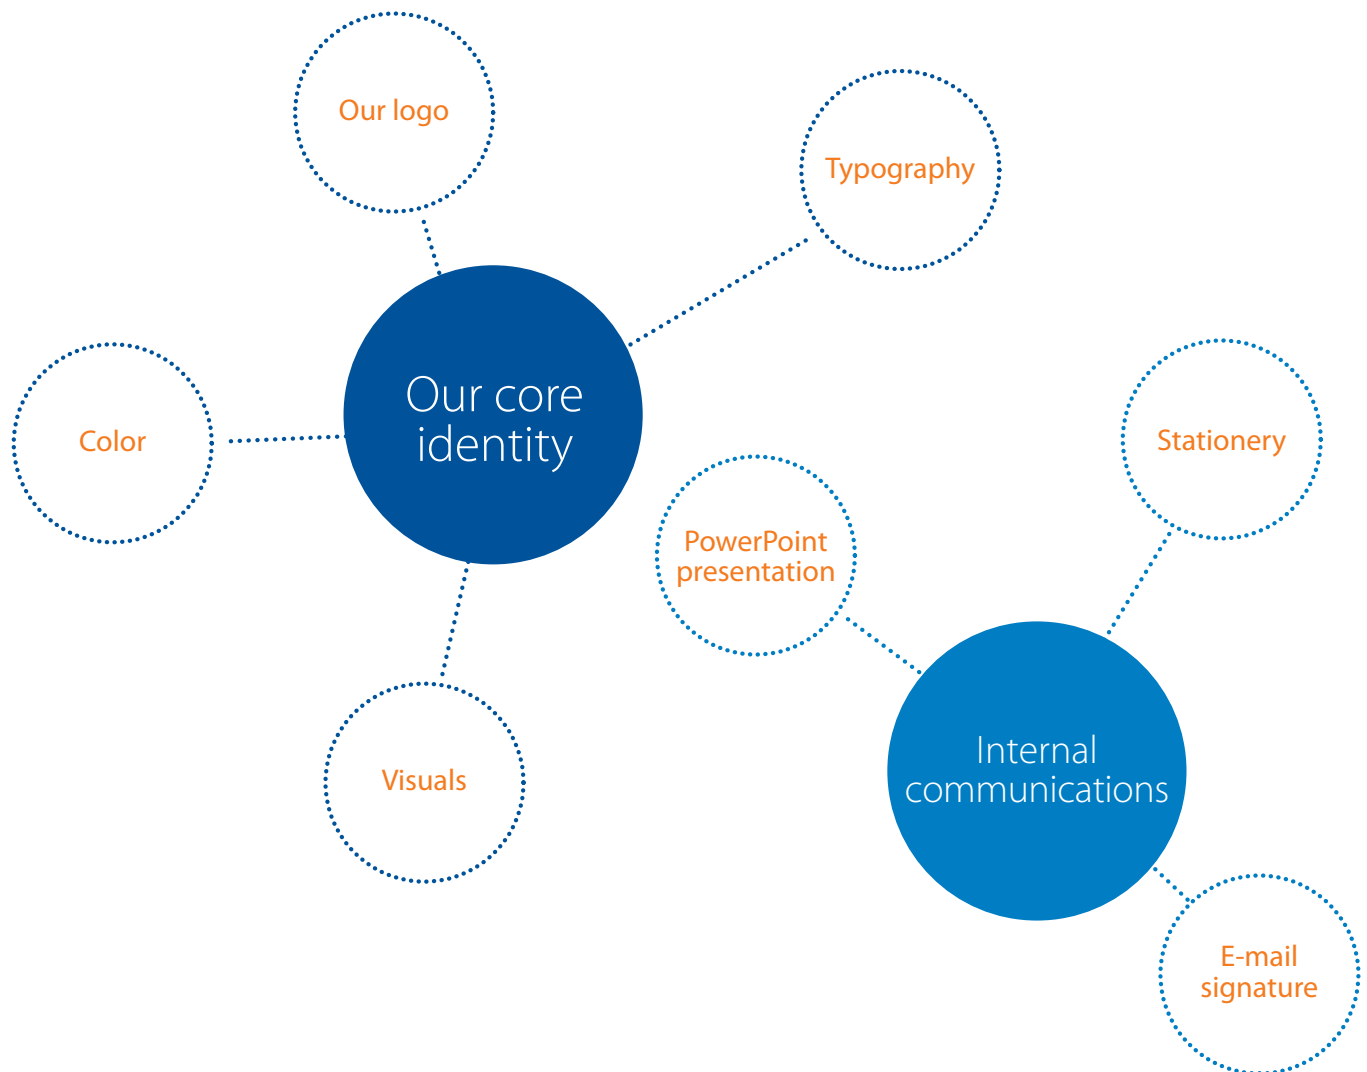 Our logo
Typography
Our core
identity
Color
Stationery
PowerPoint
presentation
Visuals
Internal
communications
E-mail
signature